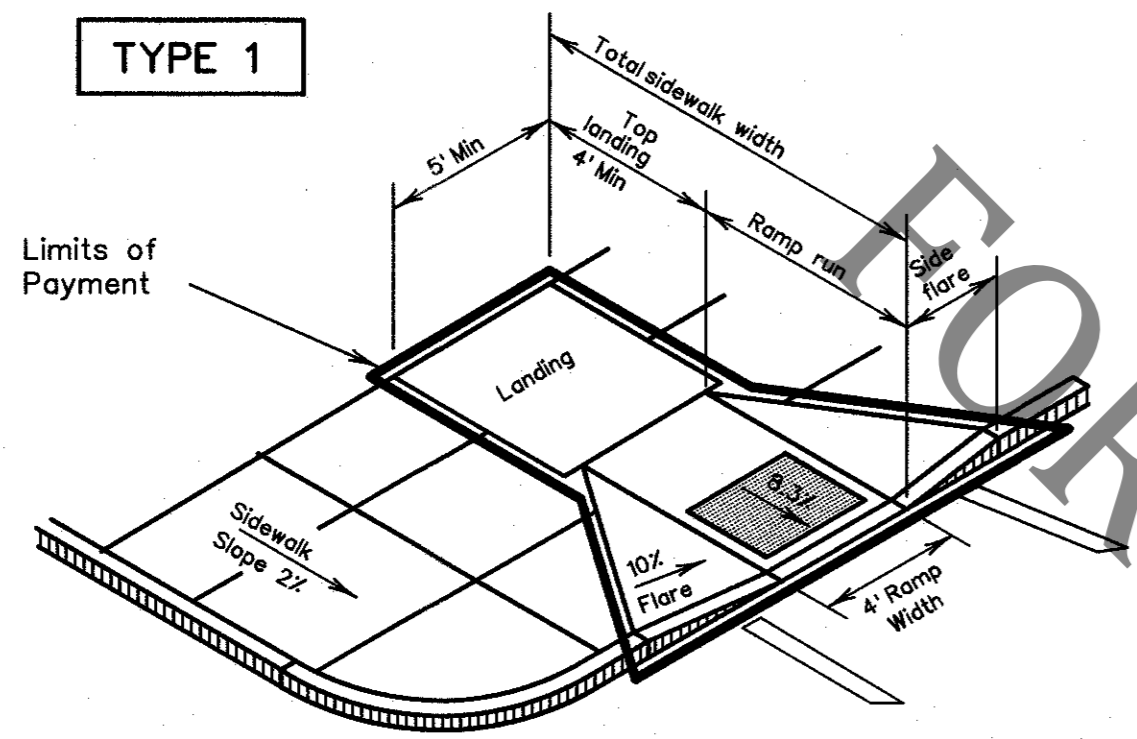 TYPE 1
Total sidewalk width
Top
landing
4' Min
5' Min
Ramp run
Side
flare
Limits of
Payment
Landing
8.3%
Sidewalk
Slope 2%
10%
Flare
4' Ramp
Width
FOR